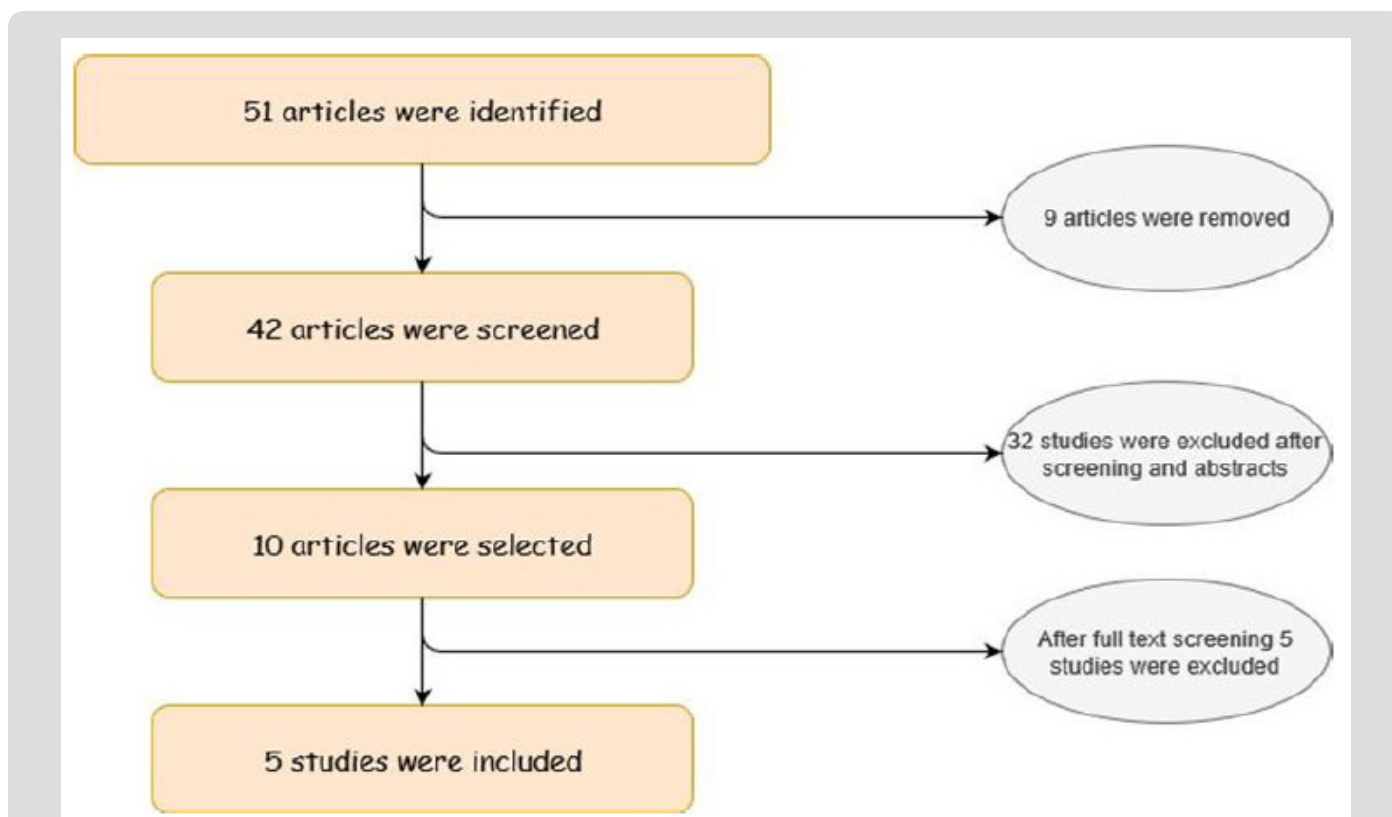 51 articles were identified
9 articles were removed
42 articles were screened
32 studies were excluded after
screening and abstracts
10 articles were selected
After full text screening 5
studies were excluded
5 studies were included